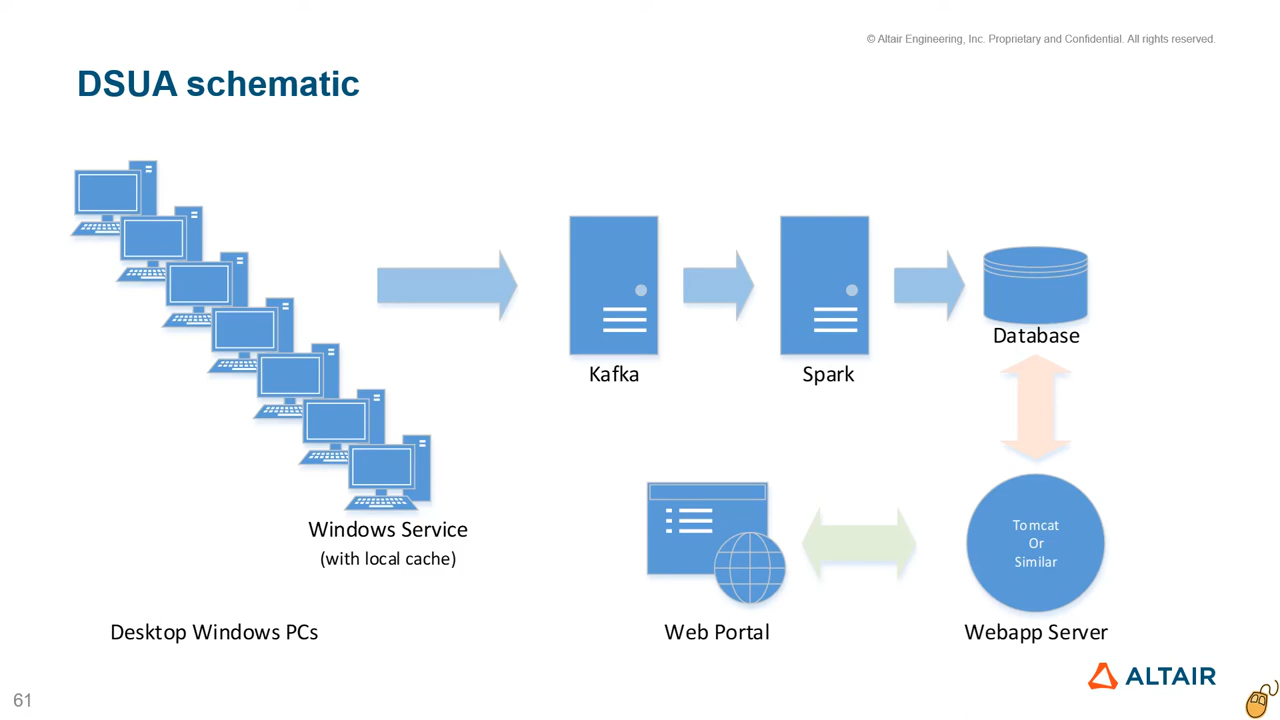 © Altair Engineering, Inc. Proprietary and Confidential. All rights reserved.
DSUA schematic
Kafka
Spark
Database
Windows Service
(with local cache)
Tomcat
Or
Similar
Desktop Windows PCs
Web Portal
Webapp Server
ALTAIR
61